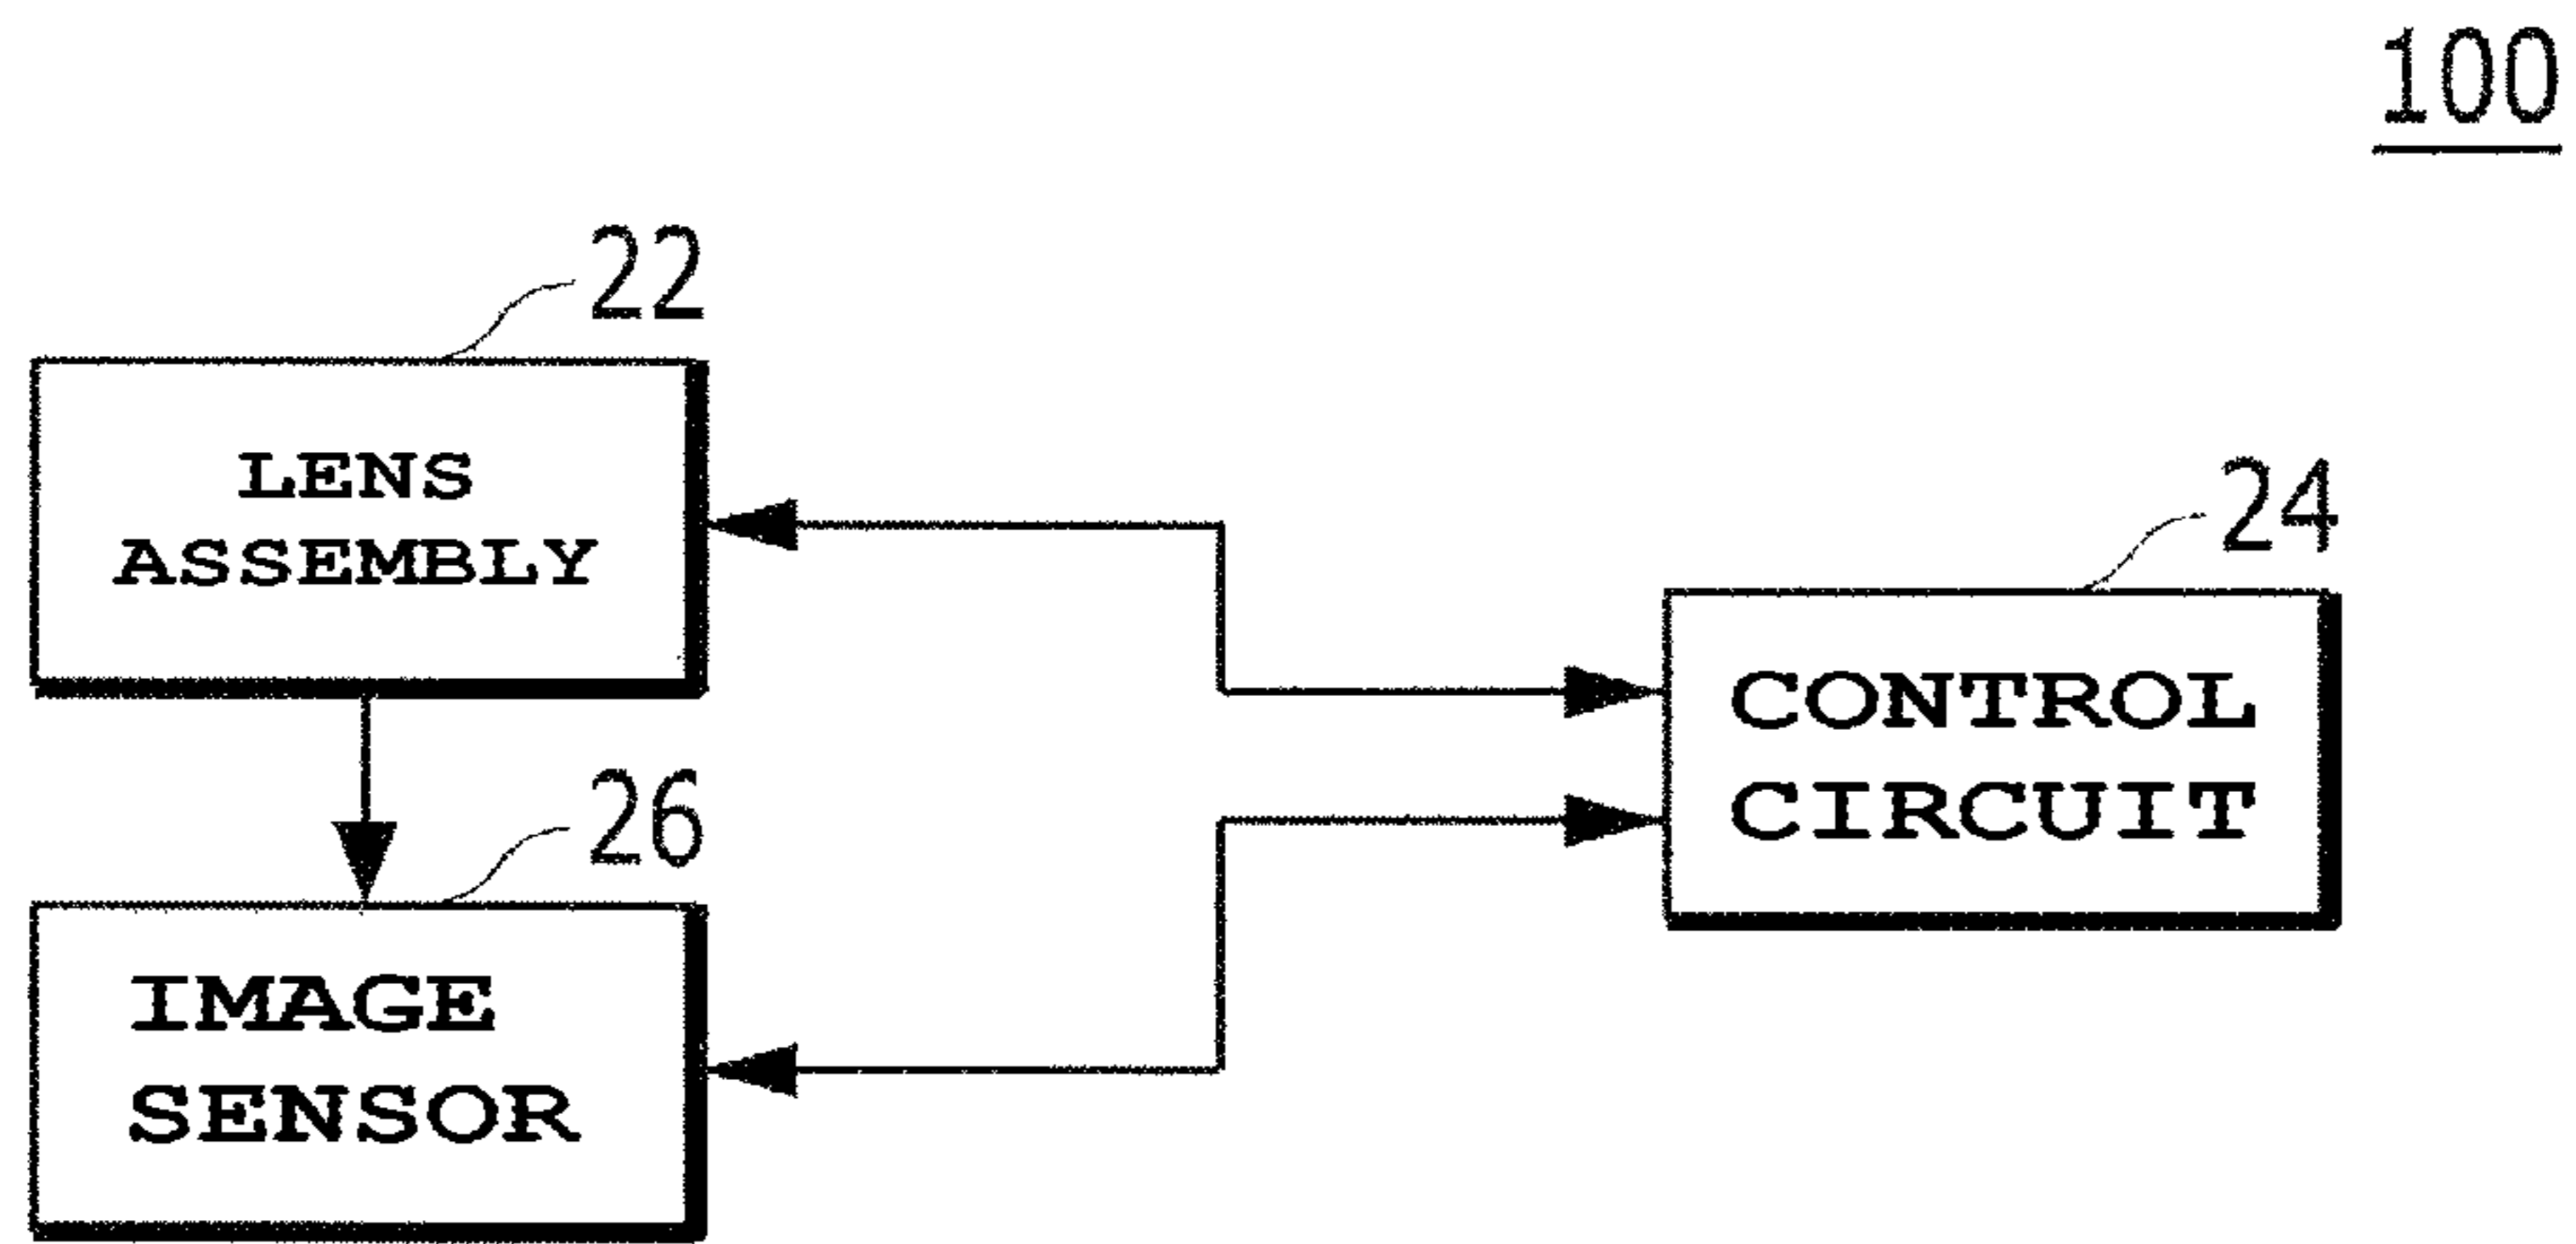 100
22
LENS
ASSEMBLY
24
CONTROL
CIRCUIT
26
IMAGE
SENSOR